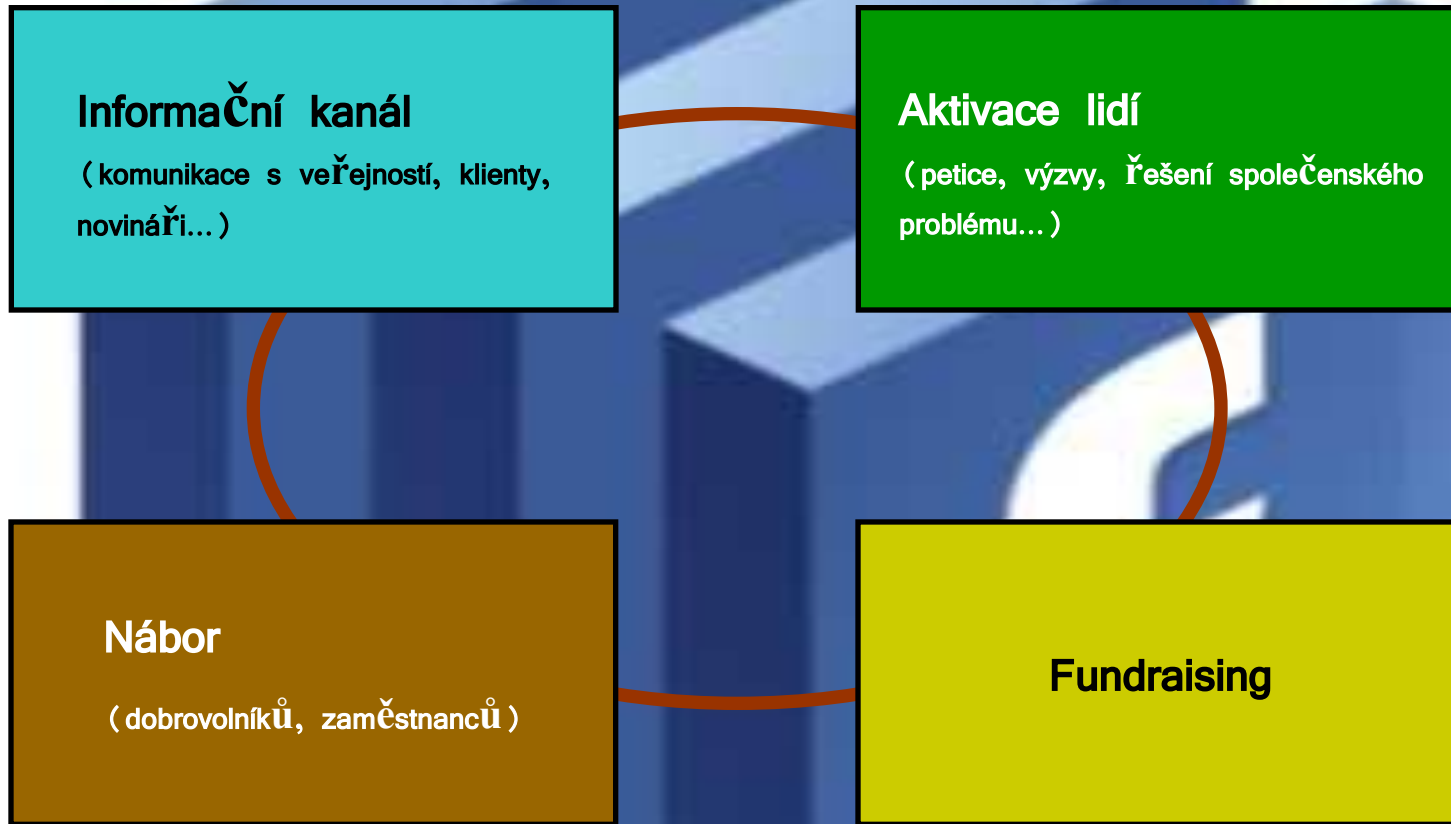 Informační kanál
(komunikace s veřejností, klienty,
novináři...)
Aktivace lidí
(petice, výzvy, řešení společenského
problému...)
Nábor
(dobrovolníků, zaměstnanců)
Fundraising